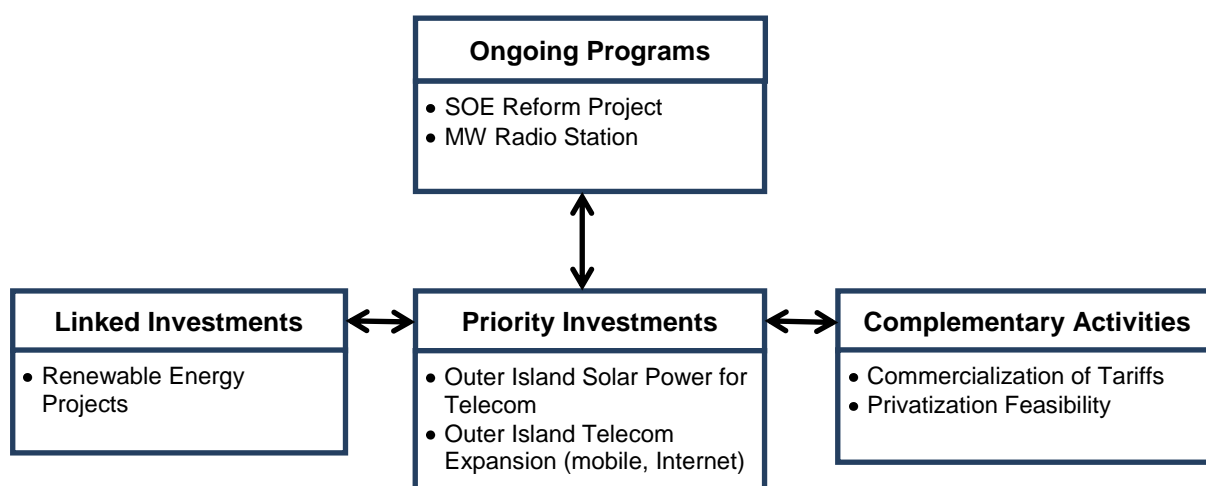 Ongoing Programs
• SOE Reform Project
• MW Radio Station
Linked Investments
• Renewable Energy
Projects
Priority Investments
• Outer Island Solar Power for
Telecom
• Outer Island Telecom
Expansion (mobile, Internet)
Complementary Activities
• Commercialization of Tariffs
• Privatization Feasibility